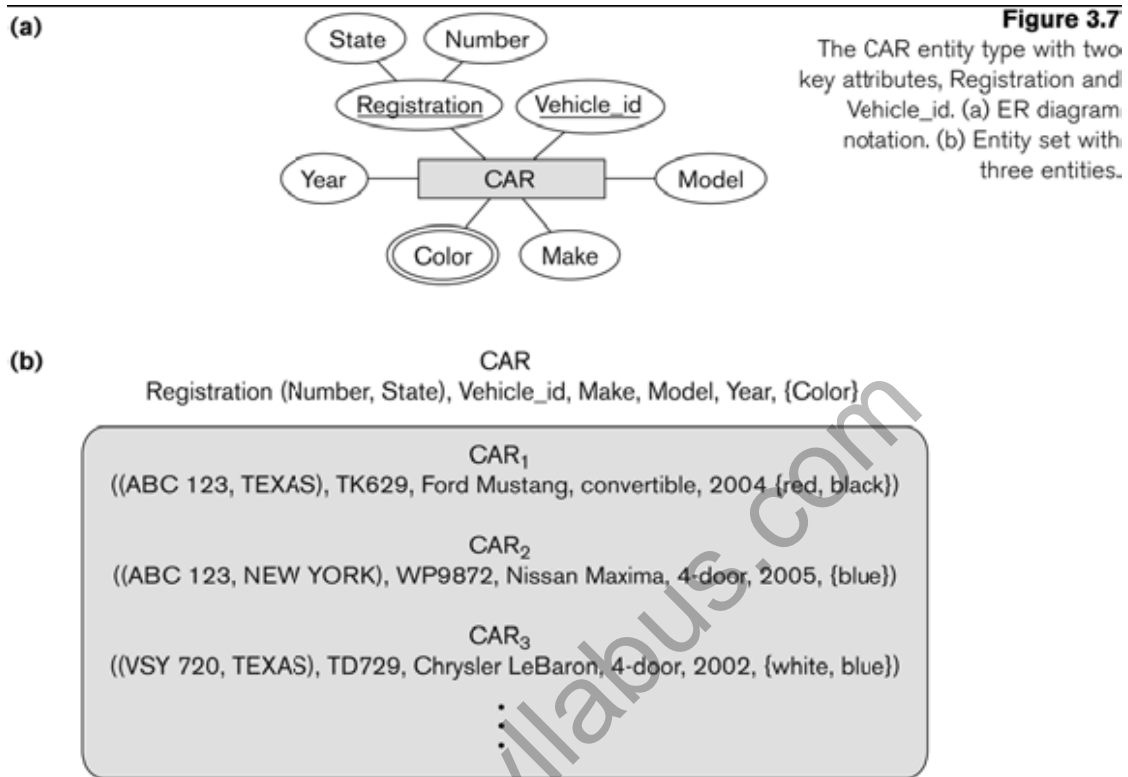 (a)
State
Number
Registration
Vehicle_id
Year
CAR
Model
Color
Make
Figure 3.7
The CAR entity type with two
key attributes, Registration and
Vehicle_id. (a) ER diagram
notation. (b) Entity set with
three entities.
(b)
CAR
Registration (Number, State), Vehicle_id, Make, Model, Year, {Color}
CAR₁
((ABC 123, TEXAS), TK629, Ford Mustang, convertible, 2004 {red, black})
CAR₂
((ABC 123, NEW YORK), WP9872, Nissan Maxima, 4-door, 2005, {blue})
CAR₃
((VSY 720, TEXAS), TD729, Chrysler LeBaron, 4-door, 2002, {white, blue})